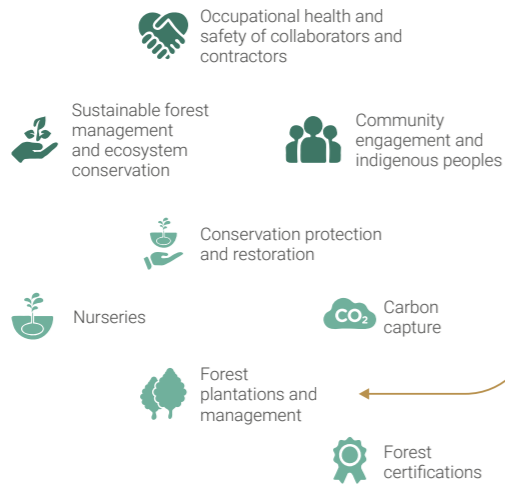 Occupational health and
safety of collaborators and
contractors
Sustainable forest
management
and ecosystem
conservation
Community
engagement and
indigenous peoples
Conservation protection
and restoration
Nurseries
CO₂
Carbon
capture
Forest
plantations and
management
Forest
certifications